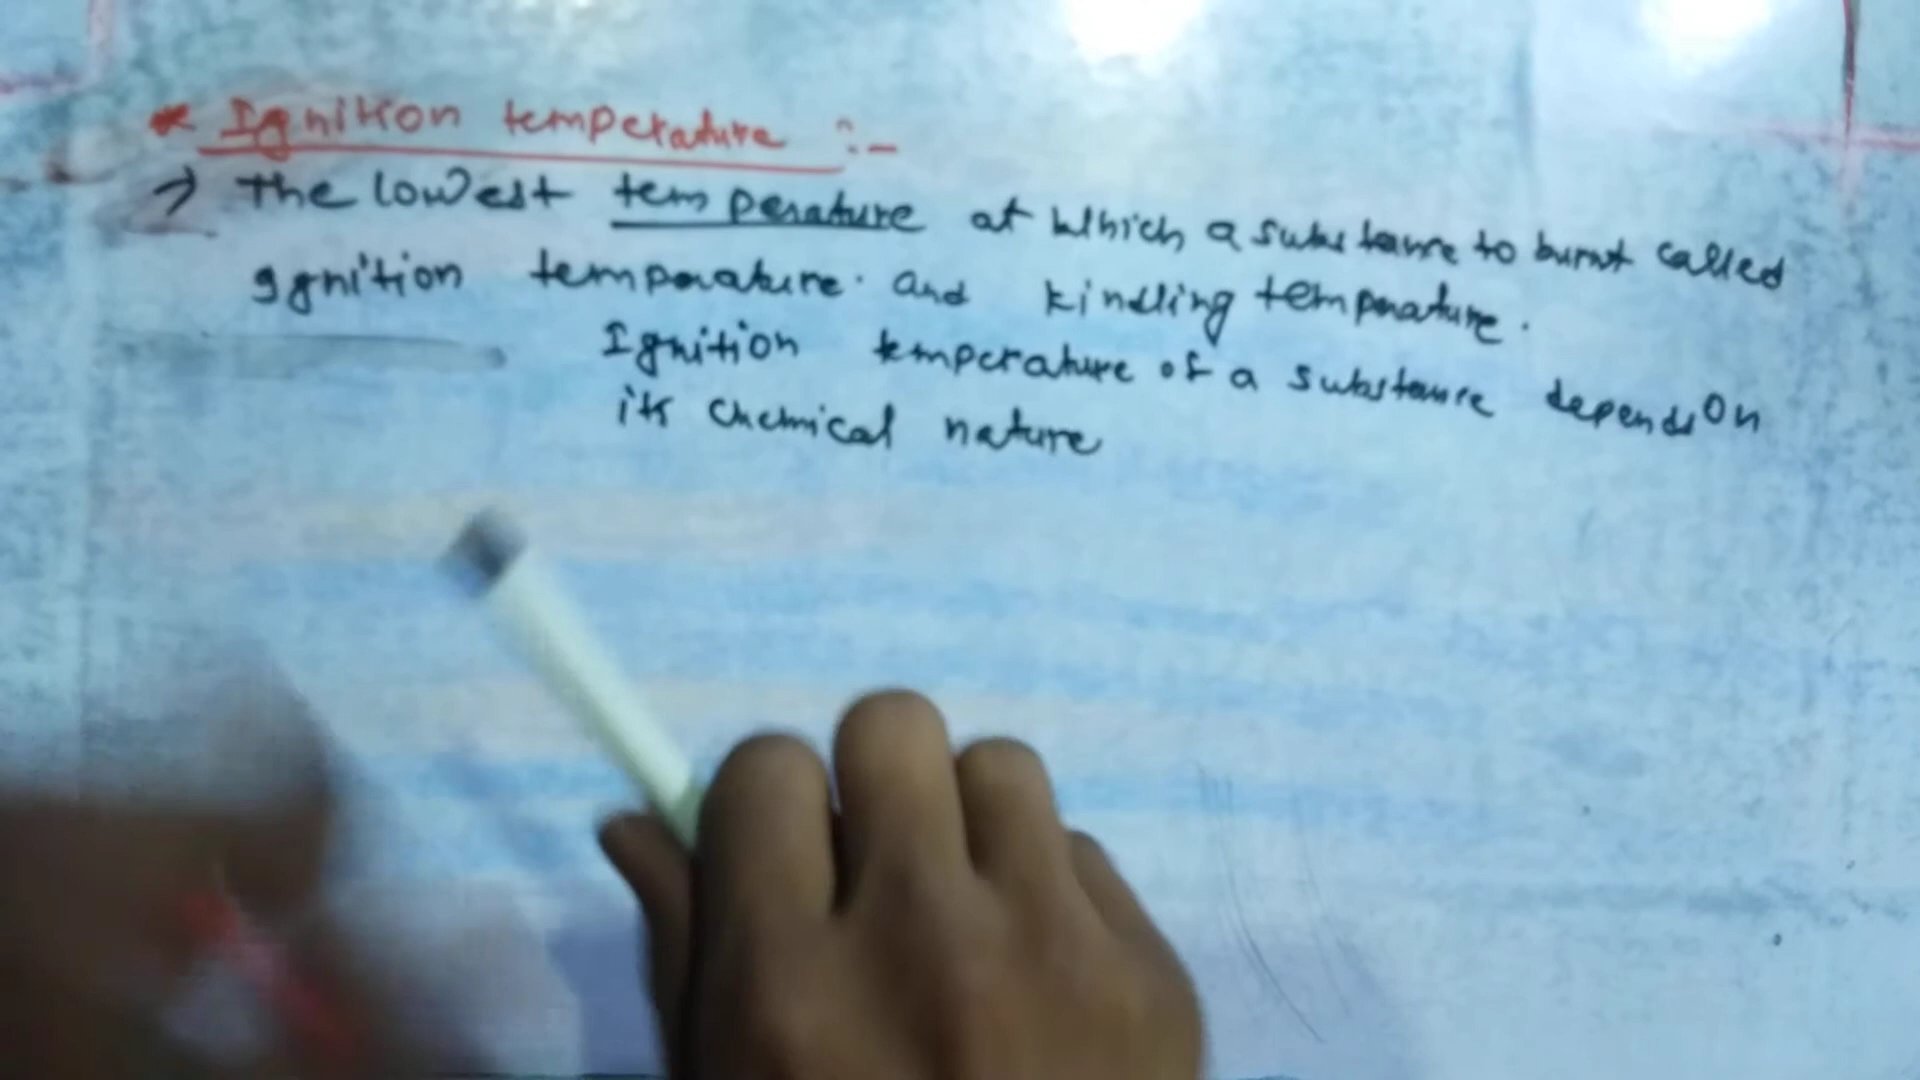 * Ignition temperature :-
→ The lowest temperature at which a substance to burnt called
Ignition temperature. and kindling temperature.
Ignition temperature of a substance depends on
its chemical nature